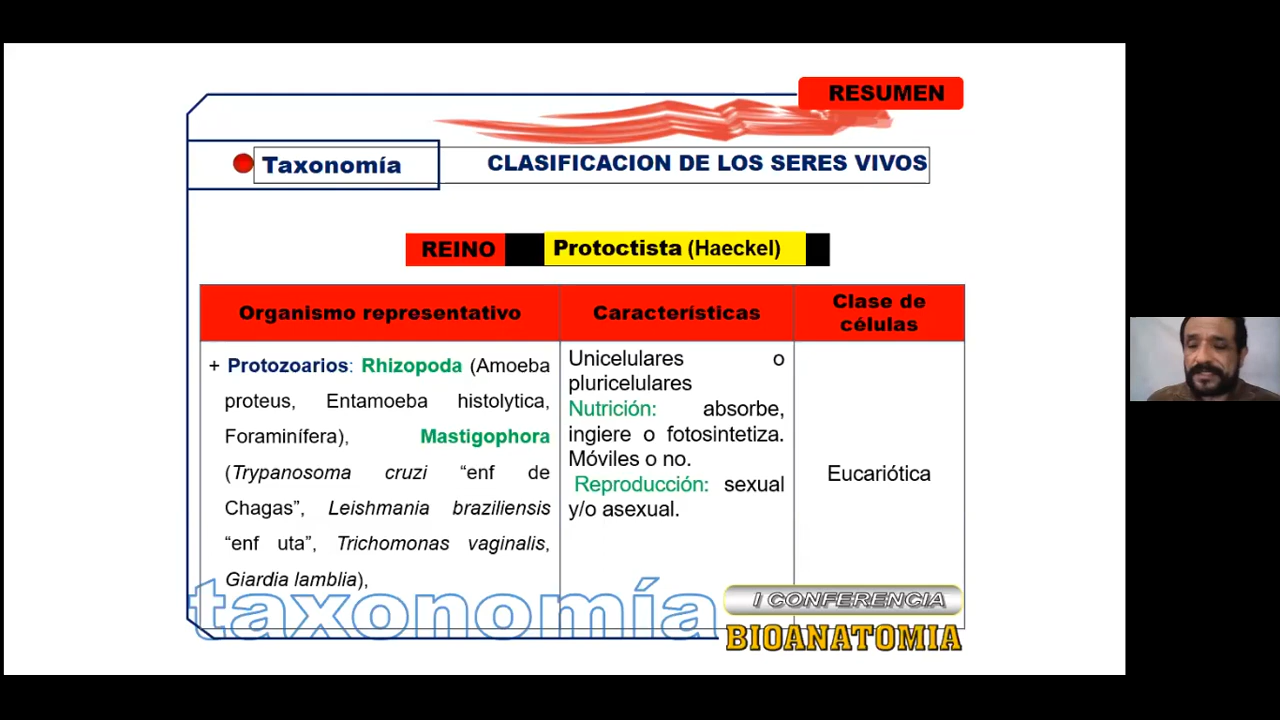 RESUMEN
Taxonomía
CLASIFICACION DE LOS SERES VIVOS
REINO
Protoctista (Haeckel)
Organismo representativo
Características
Clase de
células
+ Protozoarios: Rhizopoda (Amoeba
proteus, Entamoeba histolytica,
Foraminífera), Mastigophora
(Trypanosoma cruzi “enf de
Chagas”, Leishmania braziliensis
“enf uta”, Trichomonas vaginalis,
Giardia lamblia),
Unicelulares o
pluricelulares
Nutrición: absorbe,
ingiere o fotosintetiza.
Móviles o no.
Reproducción: sexual
y/o asexual.
Eucariótica
taxonomía
I CONFERENCIA
BIOANATOMIA